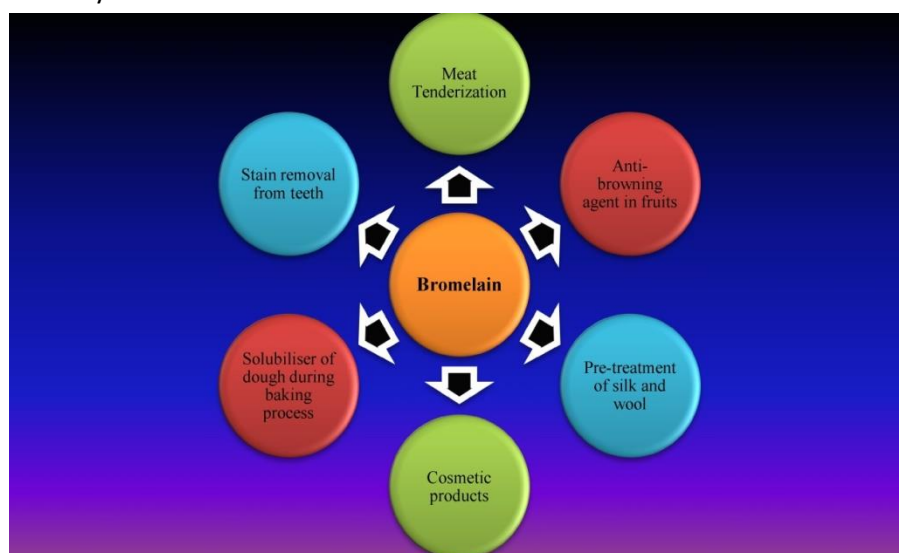 Meat
Tenderization
Stain removal
from teeth
Anti-
browning
agent in fruits
Bromelain
Solubiliser of
dough during
baking
process
Pre-treatment
of silk and
wool
Cosmetic
products